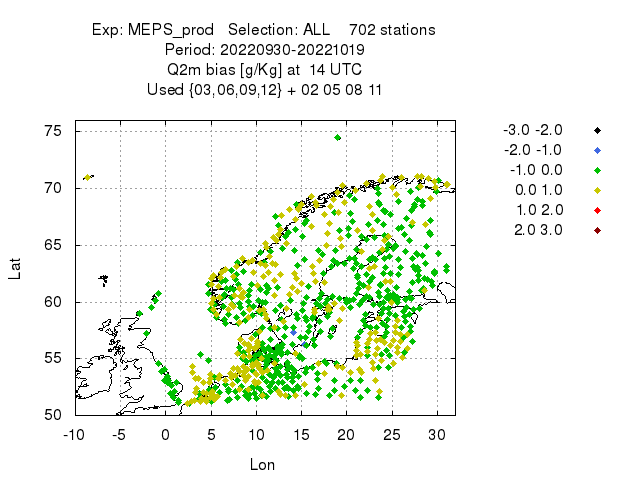 Exp: MEPS_prod   Selection: ALL    702 stations
Period: 20220930-20221019
Q2m bias [g/Kg] at  14 UTC
Used {03,06,09,12} + 02 05 08 11
-3.0 -2.0
-2.0 -1.0
-1.0 0.0
0.0 1.0
1.0 2.0
2.0 3.0
75
70
65
60
55
50
Lat
-10 -5 0 5 10 15 20 25 30
Lon